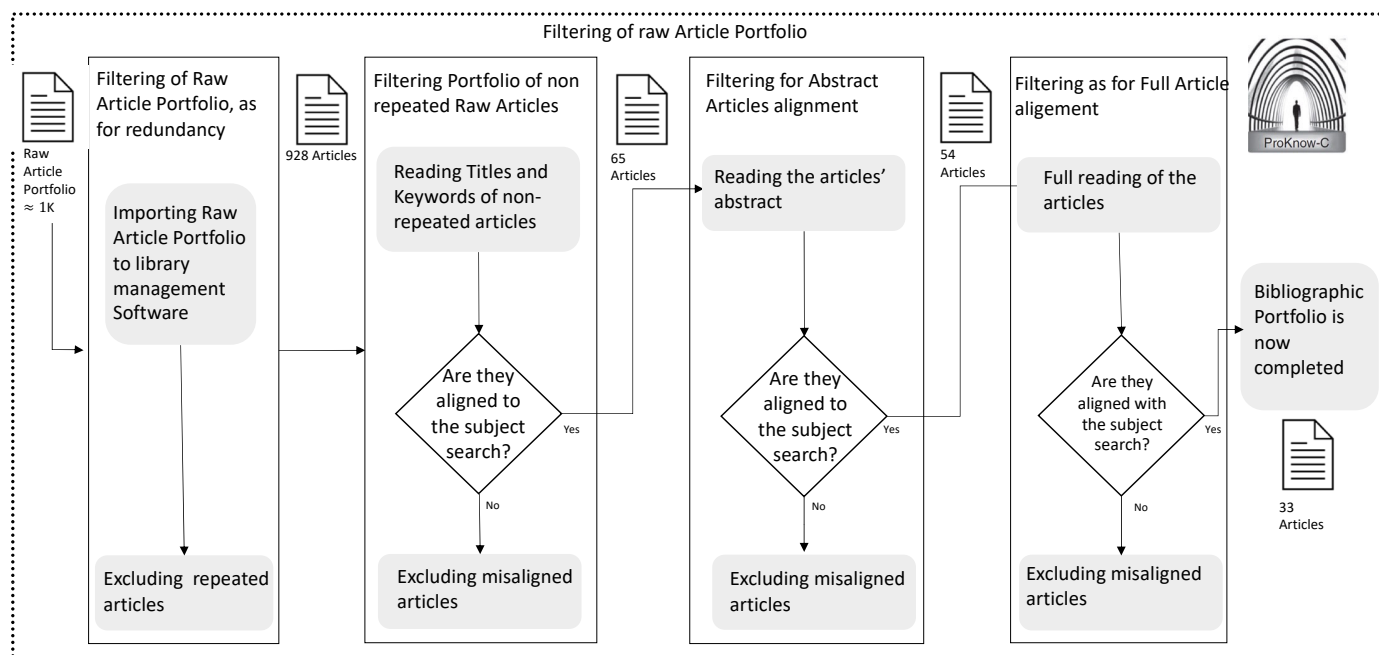 Filtering of raw Article Portfolio
Raw
Article
Portfolio
≈ 1K
Filtering of Raw
Article Portfolio, as
for redundancy
Importing Raw
Article Portfolio
to library
management
Software
Excluding repeated
articles
928 Articles
Filtering Portfolio of non
repeated Raw Articles
Reading Titles and
Keywords of non-
repeated articles
Are they
aligned to
the subject
search?
Yes
No
Excluding misaligned
articles
65
Articles
Filtering for Abstract
Articles alignment
Reading the articles’
abstract
Are they
aligned to
the subject
search?
Yes
No
Excluding misaligned
articles
54
Articles
Filtering as for Full Article
aligement
Full reading of the
articles
Are they
aligned with
the subject
search?
Yes
No
Excluding misaligned
articles
ProKnow-C
Bibliographic
Portfolio is
now
completed
33
Articles